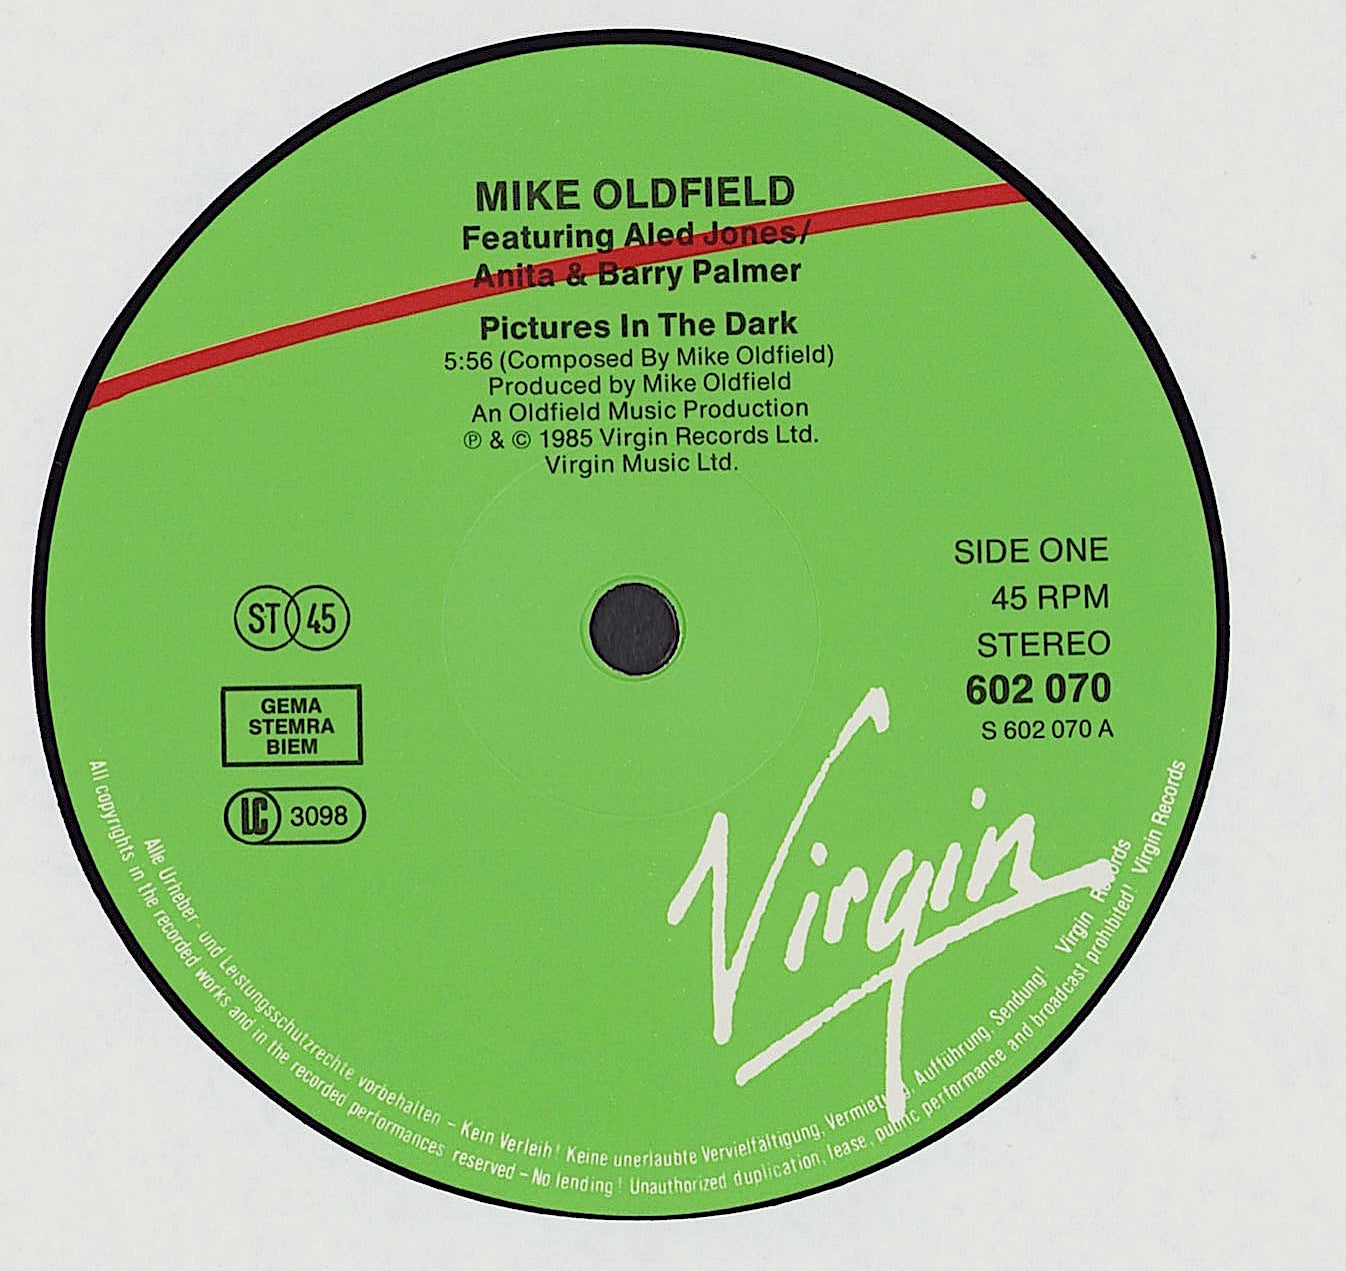 MIKE OLDFIELD
Featuring Aled Jones/
Anita & Barry Palmer
Pictures In The Dark
5:56 (Composed By Mike Oldfield)
Produced by Mike Oldfield
An Oldfield Music Production
℗ & © 1985 Virgin Records Ltd.
Virgin Music Ltd.
SIDE ONE
45 RPM
STEREO
602 070
S 602 070 A
ST 45
GEMA
STEMRA
BIEM
LC 3098
Virgin
Alle Urheber- und Leistungsschutzrechte vorbehalten – Kein Verleih! Keine unerlaubte Vervielfältigung, Vermietung, Aufführung, Sendung! Virgin Records
All copyrights in the recorded works and in the recorded performances reserved – No lending! Unauthorized duplication, lease, public performance and broadcast prohibited! Virgin Records